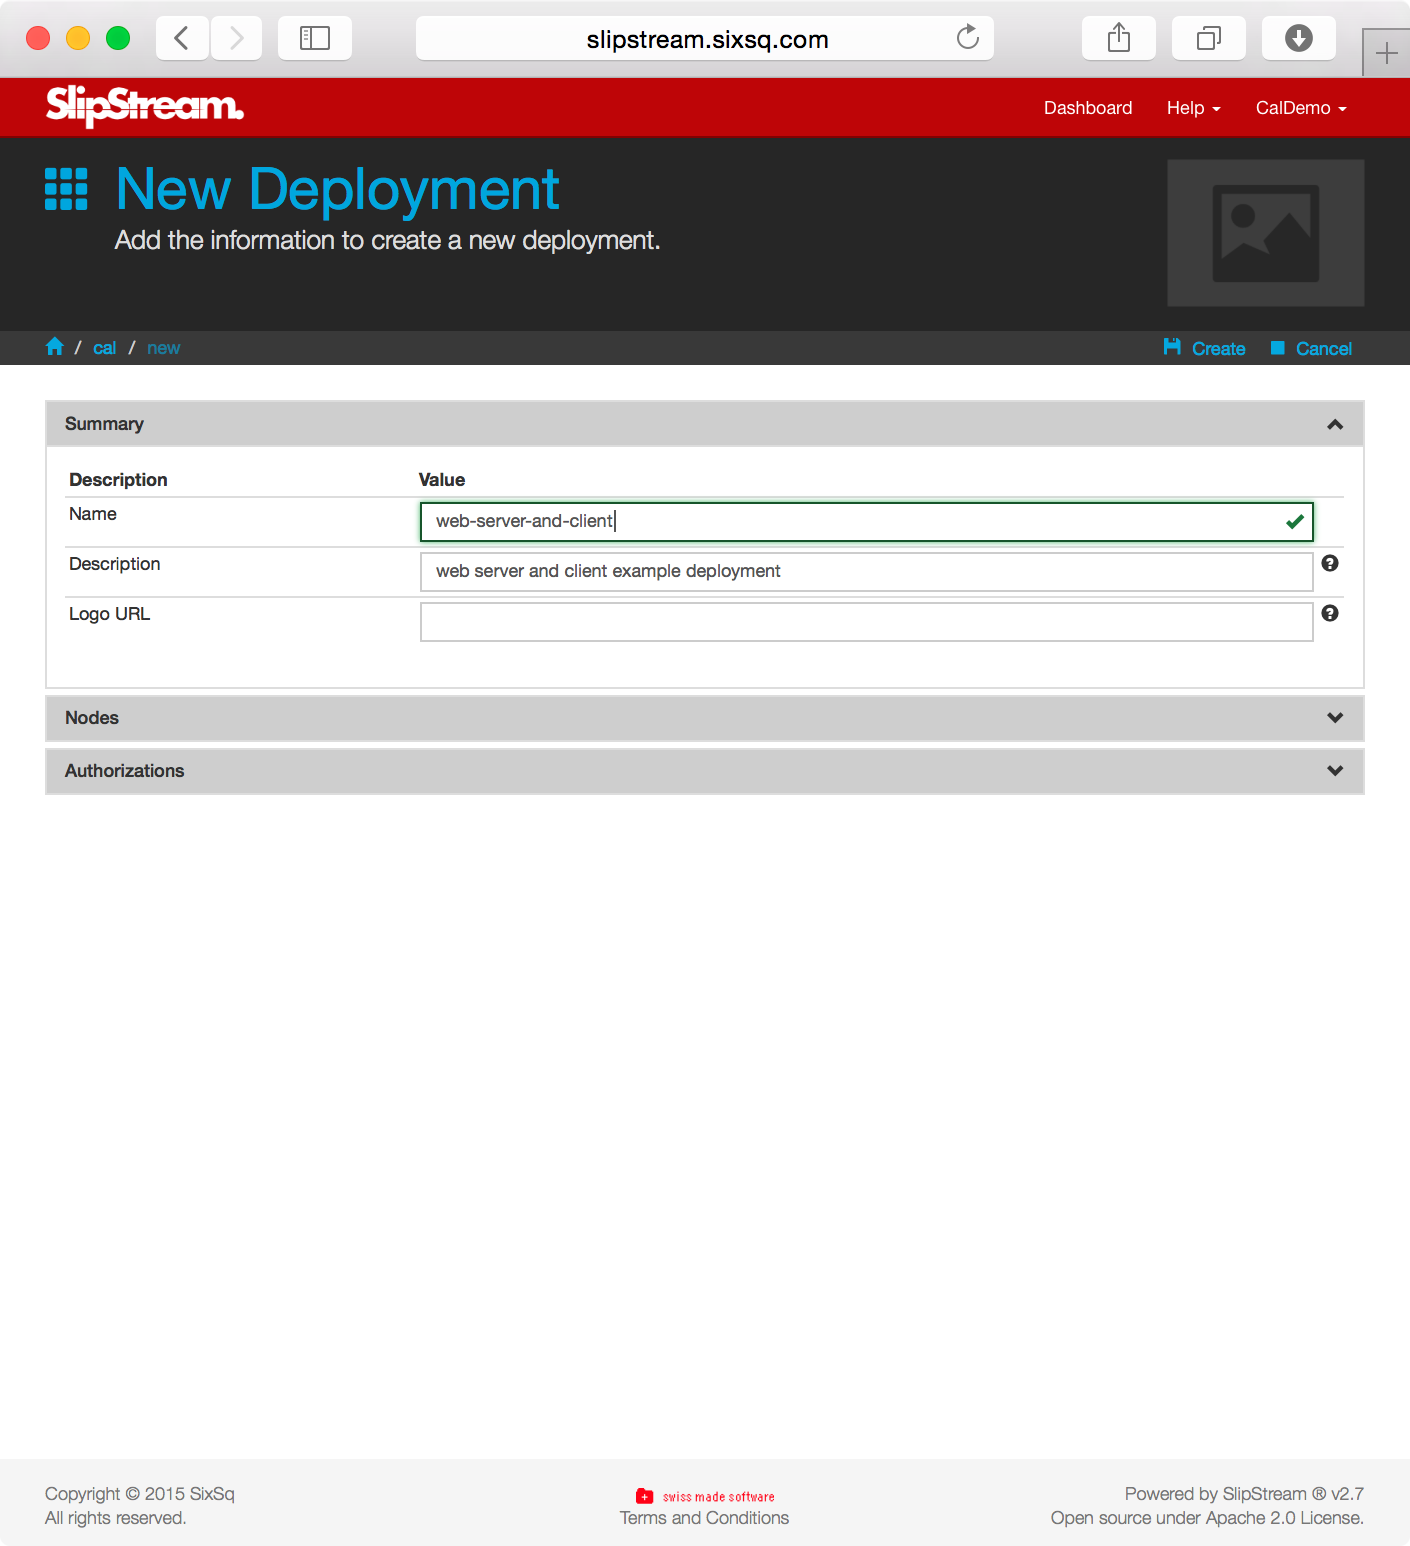 slipstream.sixsq.com
SlipStream.
Dashboard Help CalDemo
New Deployment
Add the information to create a new deployment.
/ cal / new Create Cancel
Summary
Description Value
Name web-server-and-client
Description web server and client example deployment
Logo URL
Nodes
Authorizations
Copyright © 2015 SixSq
All rights reserved.
swiss made software
Terms and Conditions
Powered by SlipStream ® v2.7
Open source under Apache 2.0 License.